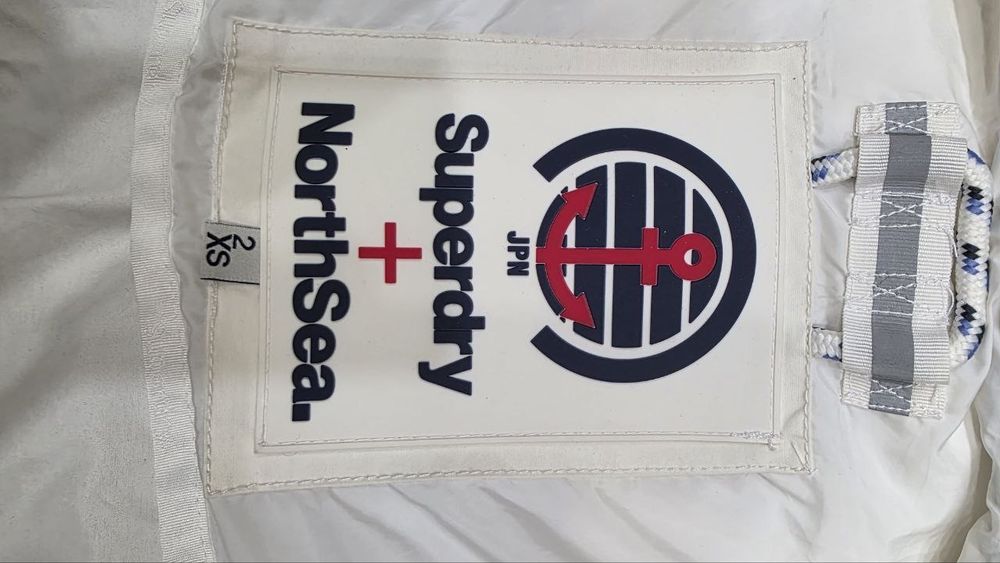 JPN
Superdry
+
NorthSea.
2
XS